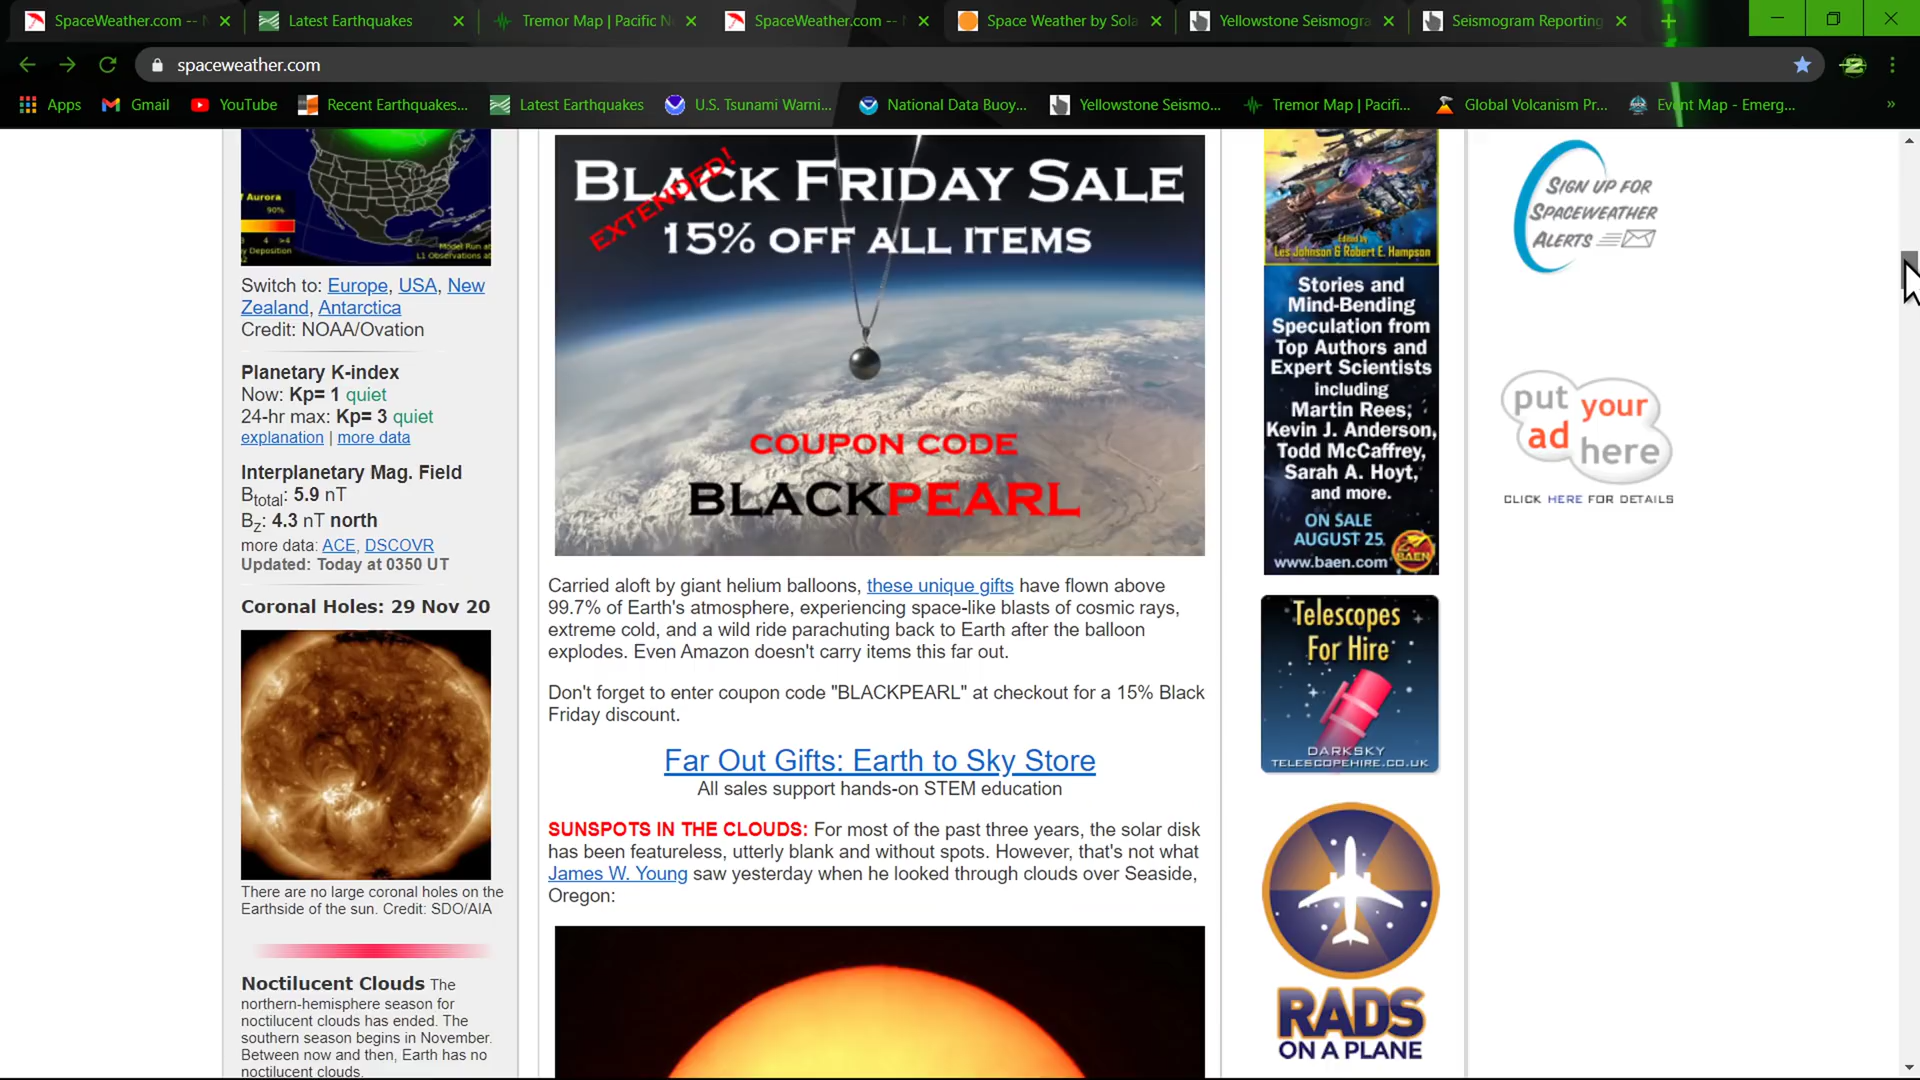 SpaceWeather.com -- N
Latest Earthquakes
Tremor Map | Pacific N
SpaceWeather.com -- N
Space Weather by Sola
Yellowstone Seismogra
Seismogram Reporting
spaceweather.com
Apps
Gmail
YouTube
Recent Earthquakes...
Latest Earthquakes
U.S. Tsunami Warni...
National Data Buoy...
Yellowstone Seismo...
Tremor Map | Pacifi...
Global Volcanism Pr...
Event Map - Emerg...
Aurora
90%
4 >4
y Deposition
Model Run at
L1 Observations at
Switch to: Europe, USA, New
Zealand, Antarctica
Credit: NOAA/Ovation
Planetary K-index
Now: Kp= 1 quiet
24-hr max: Kp= 3 quiet
explanation | more data
Interplanetary Mag. Field
Btotal: 5.9 nT
Bz: 4.3 nT north
more data: ACE, DSCOVR
Updated: Today at 0350 UT
Coronal Holes: 29 Nov 20
There are no large coronal holes on the
Earthside of the sun. Credit: SDO/AIA
Noctilucent Clouds The
northern-hemisphere season for
noctilucent clouds has ended. The
southern season begins in November.
Between now and then, Earth has no
noctilucent clouds.
BLACK FRIDAY SALE
EXTENDED!
15% OFF ALL ITEMS
COUPON CODE
BLACKPEARL
Carried aloft by giant helium balloons, these unique gifts have flown above
99.7% of Earth's atmosphere, experiencing space-like blasts of cosmic rays,
extreme cold, and a wild ride parachuting back to Earth after the balloon
explodes. Even Amazon doesn't carry items this far out.
Don't forget to enter coupon code "BLACKPEARL" at checkout for a 15% Black
Friday discount.
Far Out Gifts: Earth to Sky Store
All sales support hands-on STEM education
SUNSPOTS IN THE CLOUDS: For most of the past three years, the solar disk
has been featureless, utterly blank and without spots. However, that's not what
James W. Young saw yesterday when he looked through clouds over Seaside,
Oregon:
Edited by
Les Johnson & Robert E. Hampson
Stories and
Mind-Bending
Speculation from
Top Authors and
Expert Scientists
including
Martin Rees,
Kevin J. Anderson,
Todd McCaffrey,
Sarah A. Hoyt,
and more.
ON SALE
AUGUST 25
BAEN
www.baen.com
Telescopes
For Hire
DARKSKY
TELESCOPEHIRE.CO.UK
RADS
ON A PLANE
SIGN UP FOR
SPACEWEATHER
ALERTS
put your
ad here
CLICK HERE FOR DETAILS